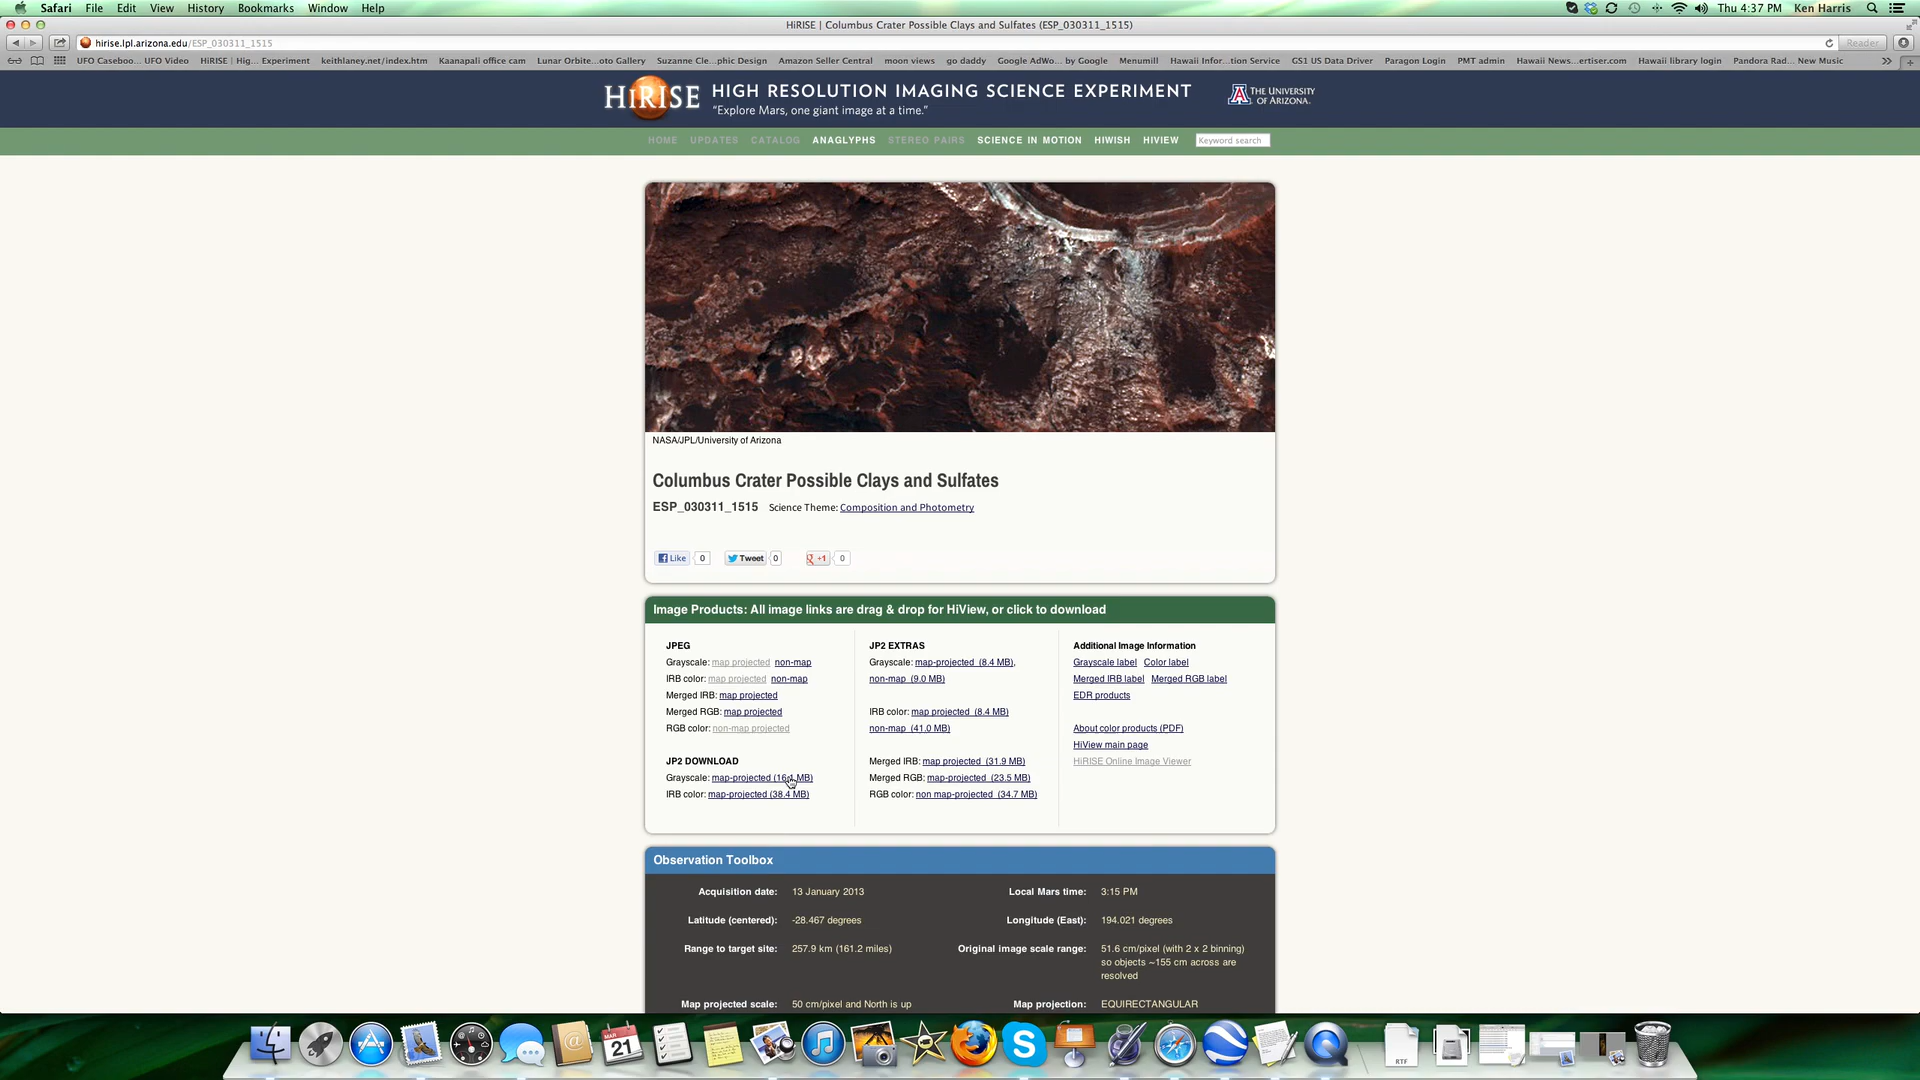 Safari File Edit View History Bookmarks Window Help Thu 4:37 PM Ken Harris
HiRISE | Columbus Crater Possible Clays and Sulfates (ESP_030311_1515)
hirise.lpl.arizona.edu/ESP_030311_1515 Reader
UFO Caseboo... UFO Video HiRISE | Hig... Experiment keithlaney.net/index.htm Kaanapali office cam Lunar Orbite...oto Gallery Suzanne Cle...phic Design Amazon Seller Central moon views go daddy Google AdWo... by Google Menumill Hawaii Infor...tion Service GS1 US Data Driver Paragon Login PMT admin Hawaii News...ertiser.com Hawaii library login Pandora Rad... New Music
HiRISE HIGH RESOLUTION IMAGING SCIENCE EXPERIMENT THE UNIVERSITY
"Explore Mars, one giant image at a time." OF ARIZONA.
HOME UPDATES CATALOG ANAGLYPHS STEREO PAIRS SCIENCE IN MOTION HIWISH HIVIEW Keyword search
NASA/JPL/University of Arizona
Columbus Crater Possible Clays and Sulfates
ESP_030311_1515 Science Theme: Composition and Photometry
Like 0 Tweet 0 +1 0
Image Products: All image links are drag & drop for HiView, or click to download
JPEG
Grayscale: map projected non-map
IRB color: map projected non-map
Merged IRB: map projected
Merged RGB: map projected
RGB color: non-map projected
JP2 DOWNLOAD
Grayscale: map-projected (16.1 MB)
IRB color: map-projected (38.4 MB)
JP2 EXTRAS
Grayscale: map-projected (8.4 MB),
non-map (9.0 MB)
IRB color: map projected (8.4 MB)
non-map (41.0 MB)
Merged IRB: map projected (31.9 MB)
Merged RGB: map-projected (23.5 MB)
RGB color: non map-projected (34.7 MB)
Additional Image Information
Grayscale label Color label
Merged IRB label Merged RGB label
EDR products
About color products (PDF)
HiView main page
HiRISE Online Image Viewer
Observation Toolbox
Acquisition date: 13 January 2013 Local Mars time: 3:15 PM
Latitude (centered): -28.467 degrees Longitude (East): 194.021 degrees
Range to target site: 257.9 km (161.2 miles) Original image scale range: 51.6 cm/pixel (with 2 x 2 binning)
so objects ~155 cm across are
resolved
Map projected scale: 50 cm/pixel and North is up Map projection: EQUIRECTANGULAR
MAR
21
RTF